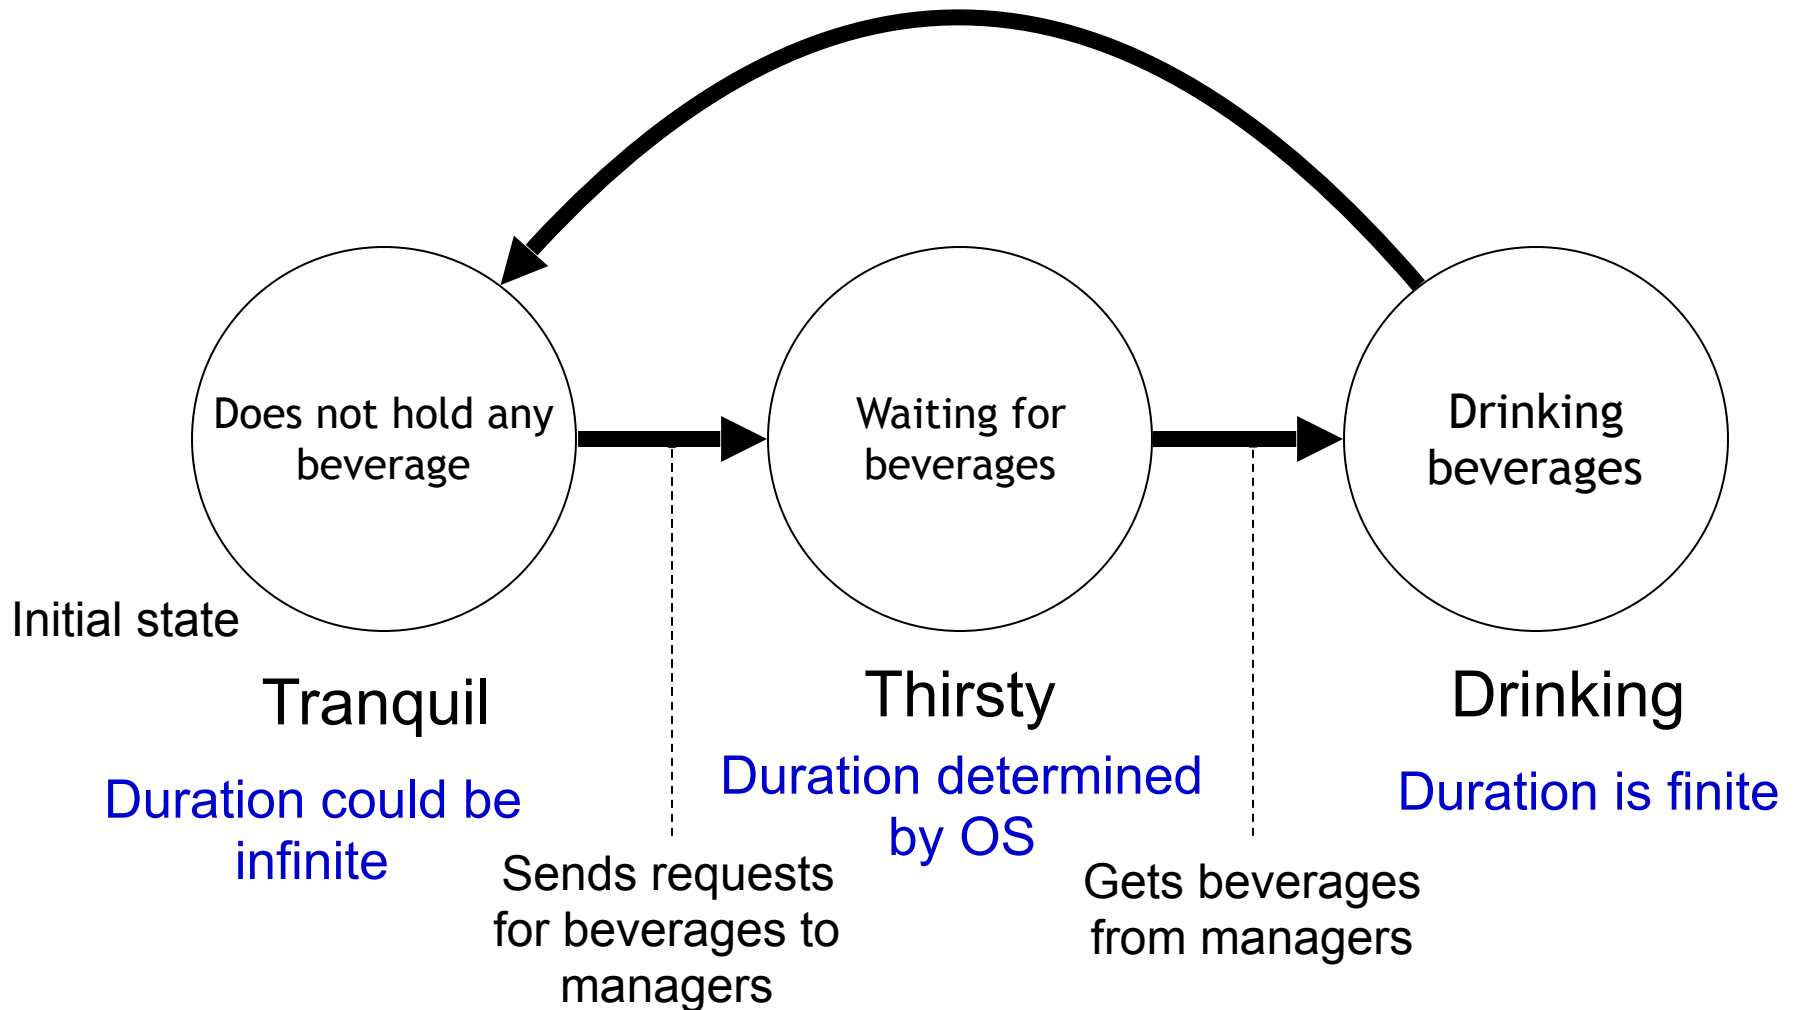 Does not hold any
beverage
Waiting for
beverages
Drinking
beverages
Initial state
Tranquil
Thirsty
Drinking
Duration could be
infinite
Duration determined
by OS
Duration is finite
Sends requests
for beverages to
managers
Gets beverages
from managers